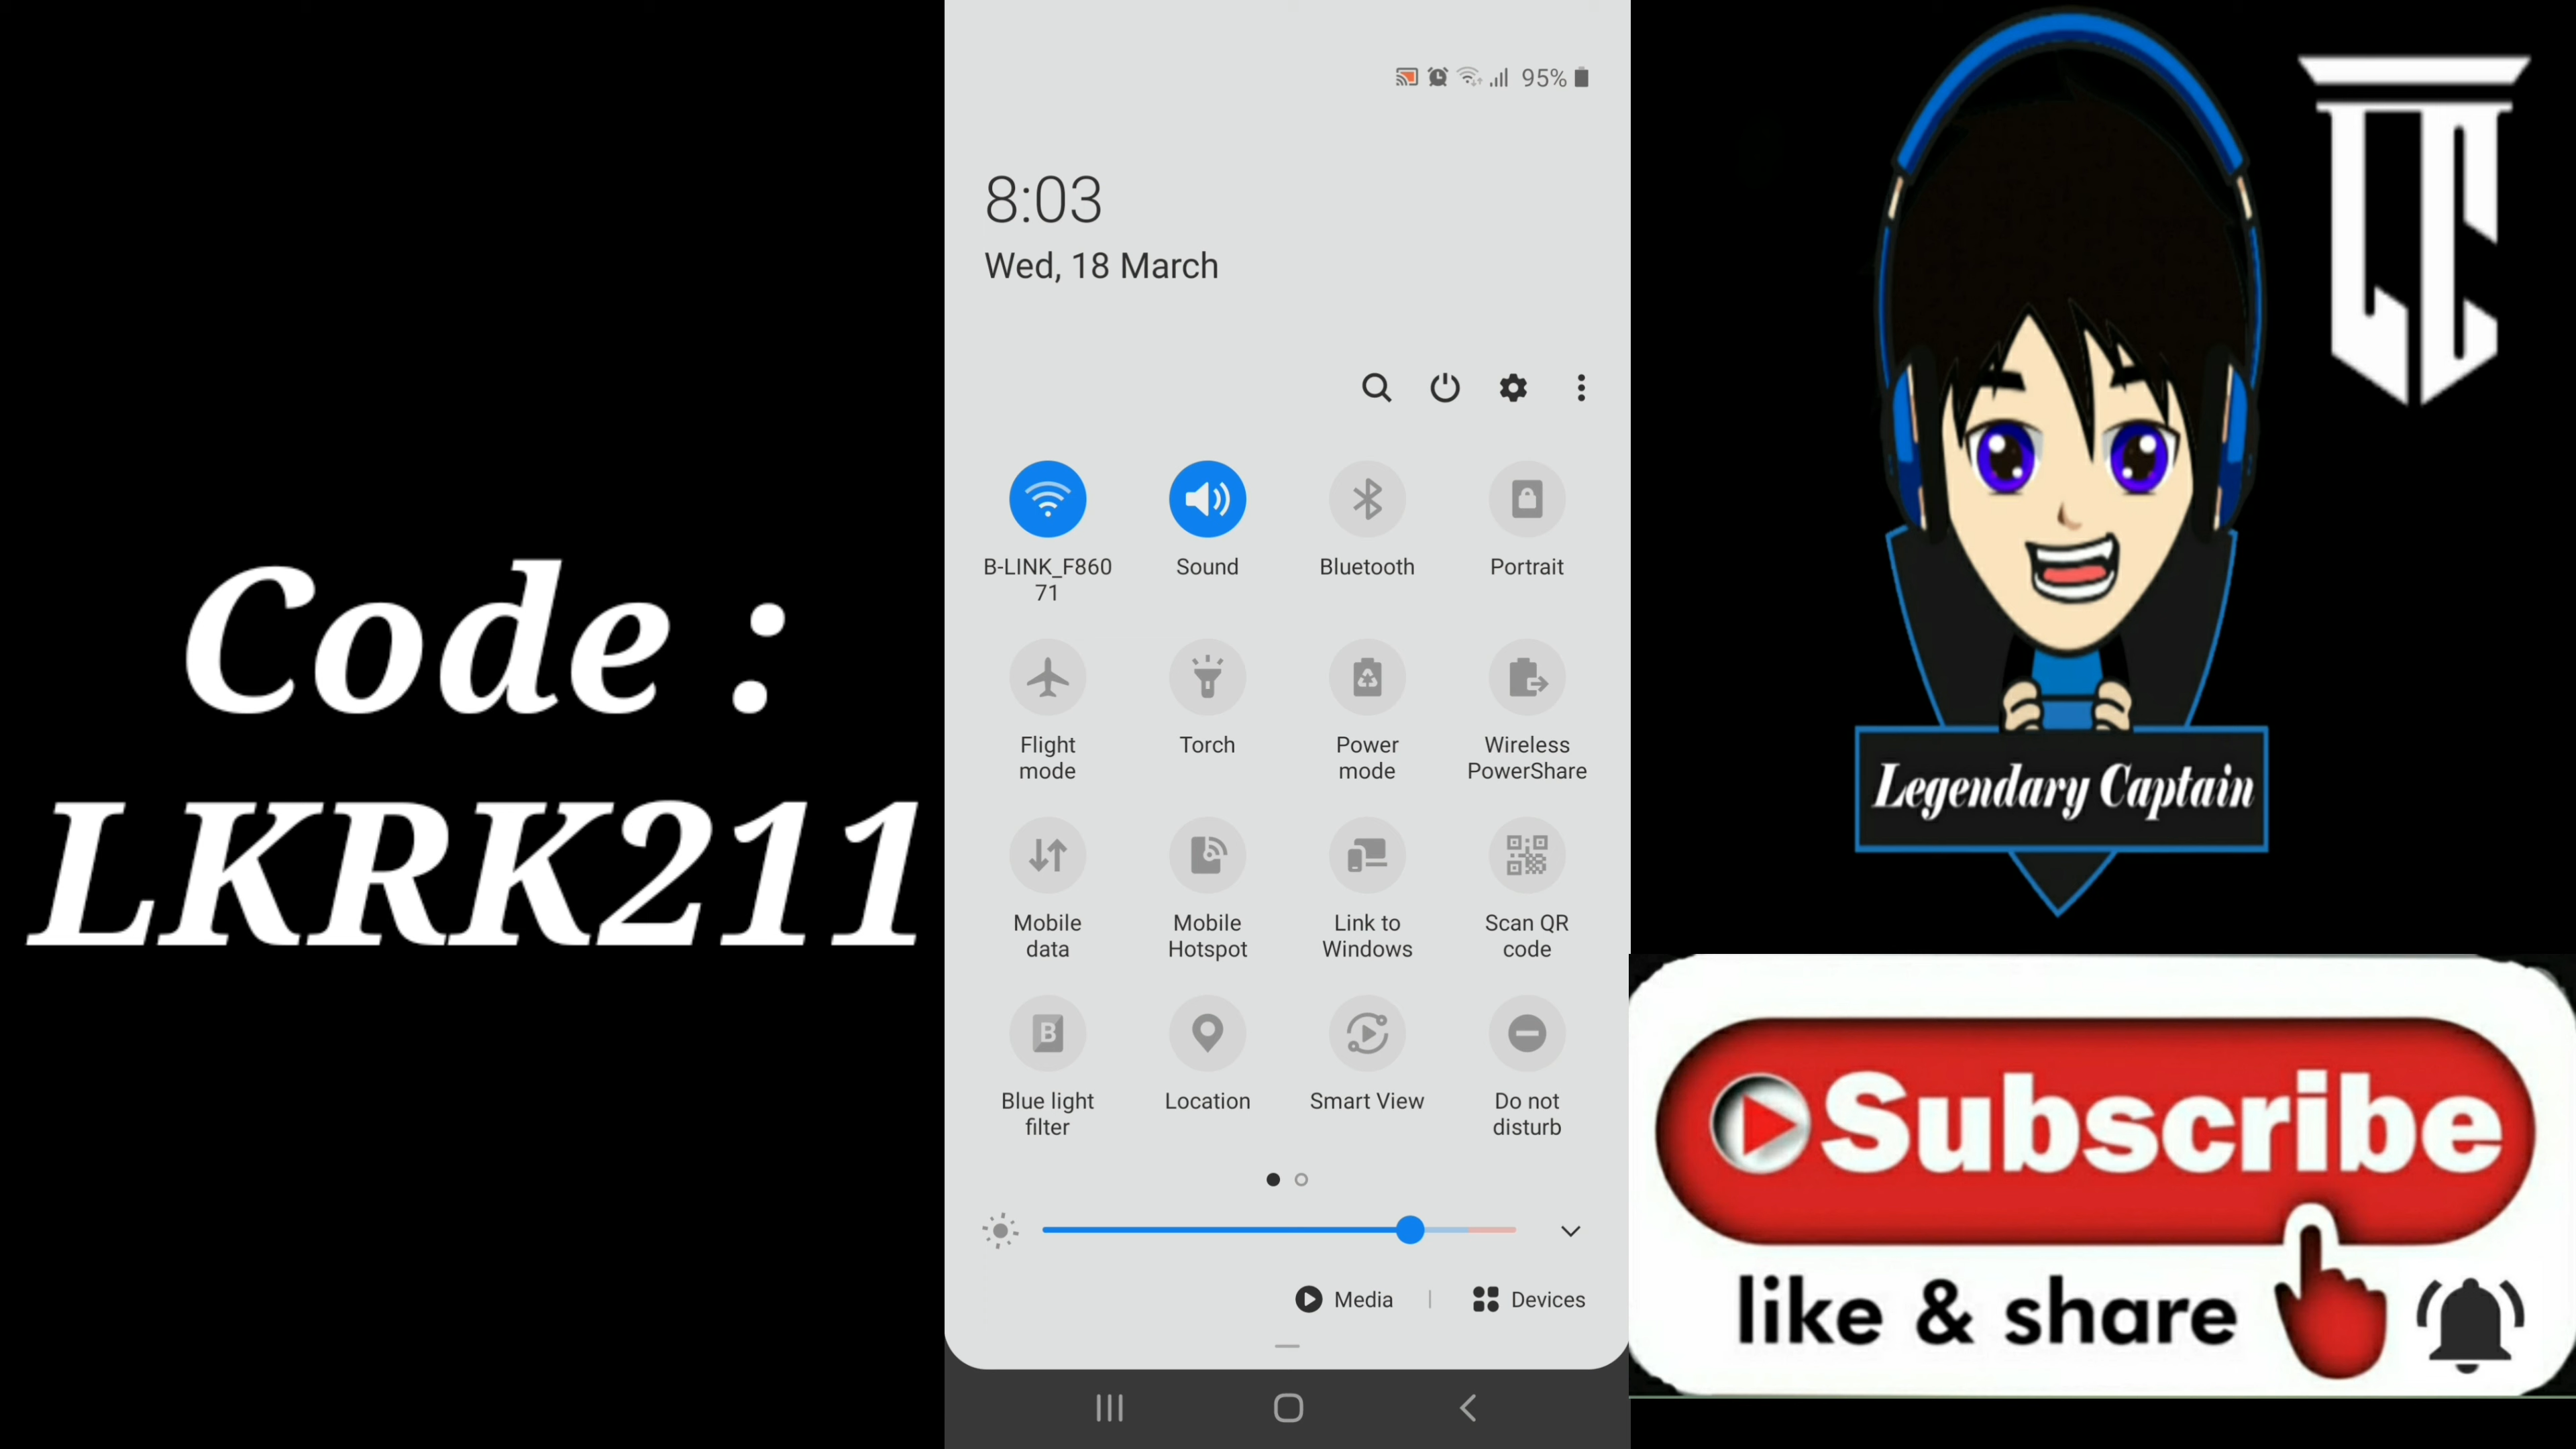 Code :
LKRK211
95%
8:03
Wed, 18 March
B-LINK_F860
71
Sound
Bluetooth
Portrait
Flight
mode
Torch
Power
mode
Wireless
PowerShare
Mobile
data
Mobile
Hotspot
Link to
Windows
Scan QR
code
B
Blue light
filter
Location
Smart View
Do not
disturb
Media
Devices
LC
Legendary Captain
Subscribe
like & share